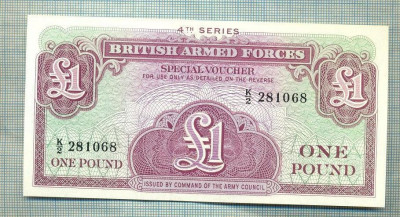 4TH SERIES
BRITISH ARMED FORCES
SPECIAL VOUCHER
FOR USE ONLY AS DETAILED ON THE REVERSE
£1 £1
K/2 281068
K/2 281068
£1
ONE POUND ONE POUND
ISSUED BY COMMAND OF THE ARMY COUNCIL